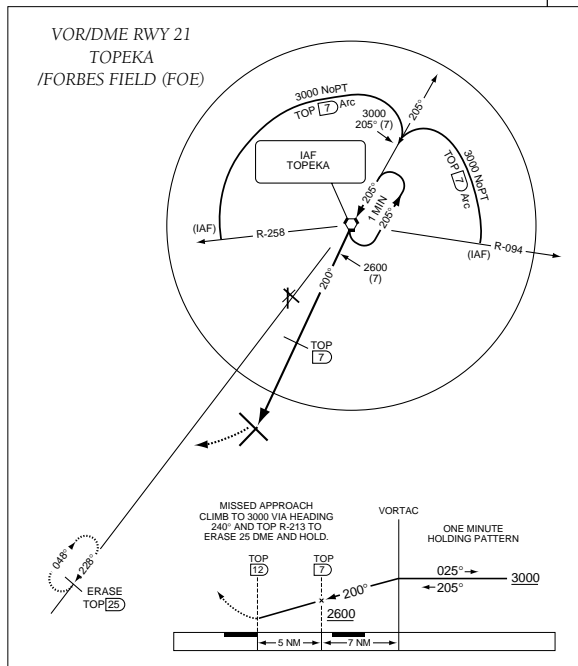 VOR/DME RWY 21
TOPEKA
/FORBES FIELD (FOE)
3000 NoPT
TOP 7 Arc
3000
205° (7)
205°
3000 NoPT
TOP 7 Arc
IAF
TOPEKA
205°
1 MIN
205°
(IAF)
R-258
R-094
(IAF)
2600
(7)
200°
TOP
7
048°
228°
ERASE
TOP 25
MISSED APPROACH
CLIMB TO 3000 VIA HEADING
240° AND TOP R-213 TO
ERASE 25 DME AND HOLD.
VORTAC
ONE MINUTE
HOLDING PATTERN
TOP
12
TOP
7
025°
205°
3000
200°
2600
5 NM
7 NM